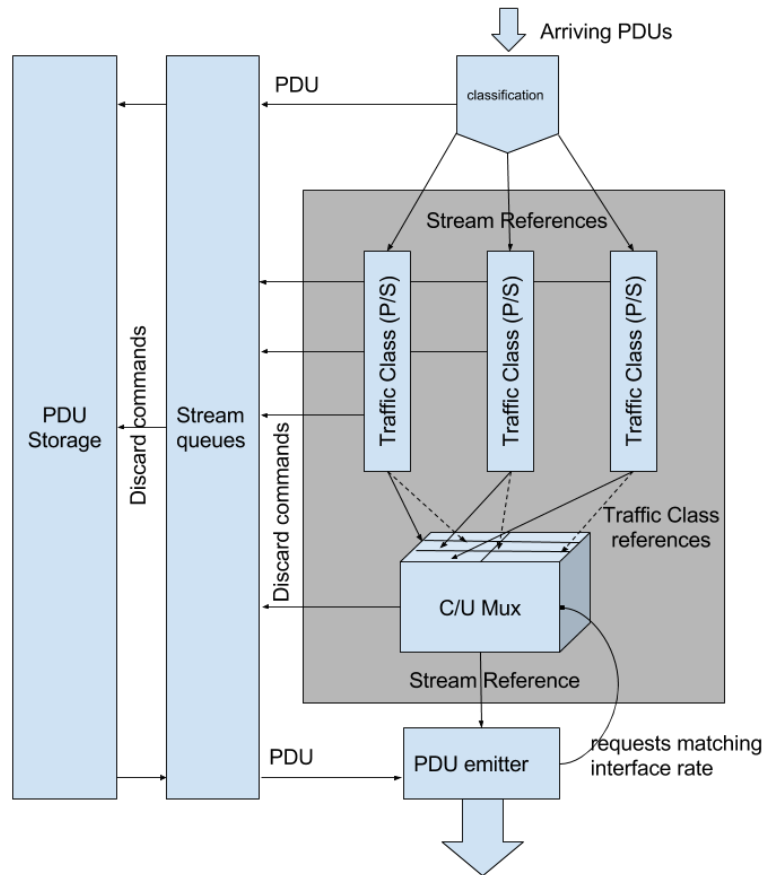 Arriving PDUs
classification
PDU
Stream References
Traffic Class (P/S)
Traffic Class (P/S)
Traffic Class (P/S)
PDU
Storage
Discard commands
Stream
queues
Discard commands
Traffic Class
references
C/U Mux
Stream Reference
PDU
PDU emitter
requests matching
interface rate